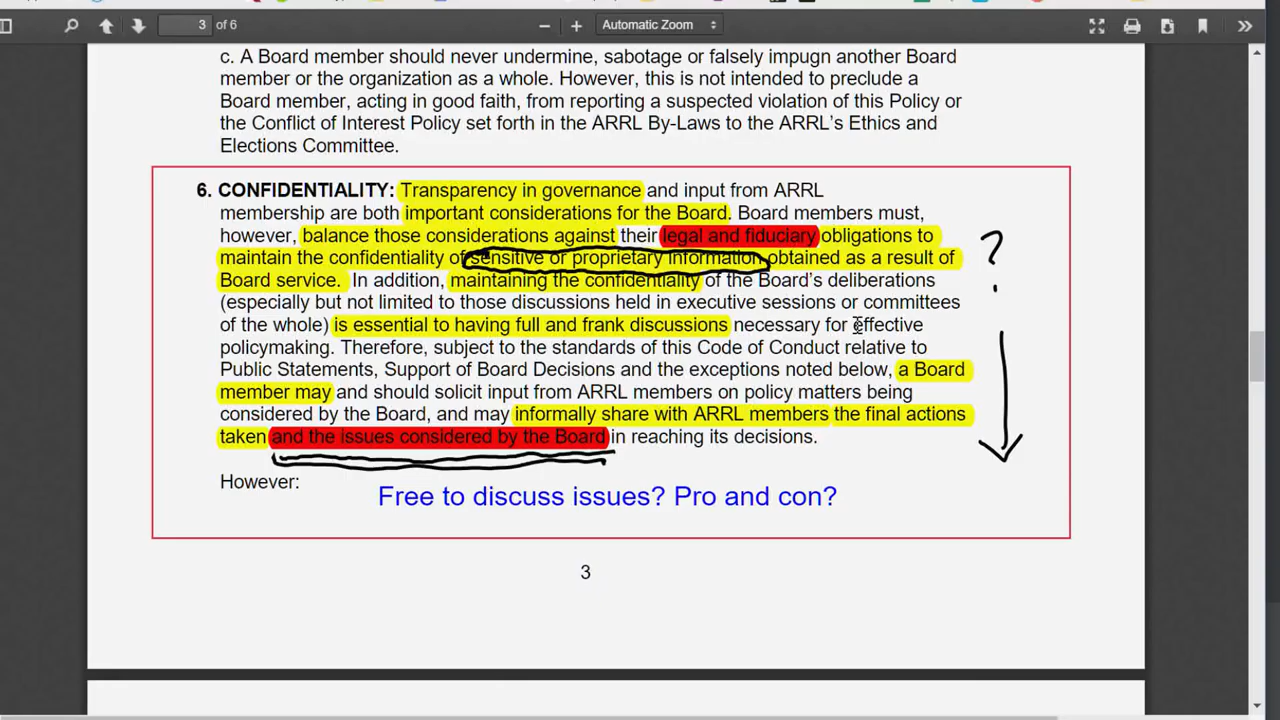 3 of 6
Automatic Zoom
c. A Board member should never undermine, sabotage or falsely impugn another Board
member or the organization as a whole. However, this is not intended to preclude a
Board member, acting in good faith, from reporting a suspected violation of this Policy or
the Conflict of Interest Policy set forth in the ARRL By-Laws to the ARRL's Ethics and
Elections Committee.
6. CONFIDENTIALITY: Transparency in governance and input from ARRL
membership are both important considerations for the Board. Board members must,
however, balance those considerations against their legal and fiduciary obligations to
maintain the confidentiality of sensitive or proprietary information obtained as a result of
Board service. In addition, maintaining the confidentiality of the Board's deliberations
(especially but not limited to those discussions held in executive sessions or committees
of the whole) is essential to having full and frank discussions necessary for effective
policymaking. Therefore, subject to the standards of this Code of Conduct relative to
Public Statements, Support of Board Decisions and the exceptions noted below, a Board
member may and should solicit input from ARRL members on policy matters being
considered by the Board, and may informally share with ARRL members the final actions
taken and the issues considered by the Board in reaching its decisions.
?
However:
Free to discuss issues? Pro and con?
3